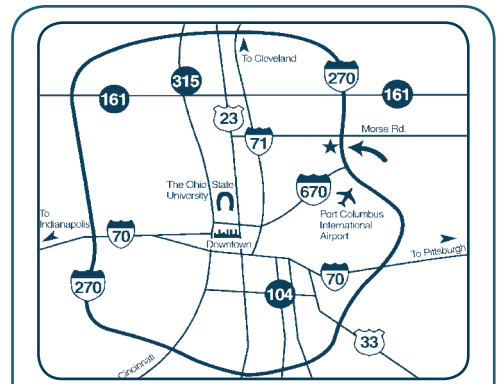 To Cleveland
315
270
161
161
23
71
Morse Rd.
The Ohio State
University
670
Port Columbus
International
Airport
To
Indianapolis
70
Downtown
To Pittsburgh
270
70
104
33
Cincinnati